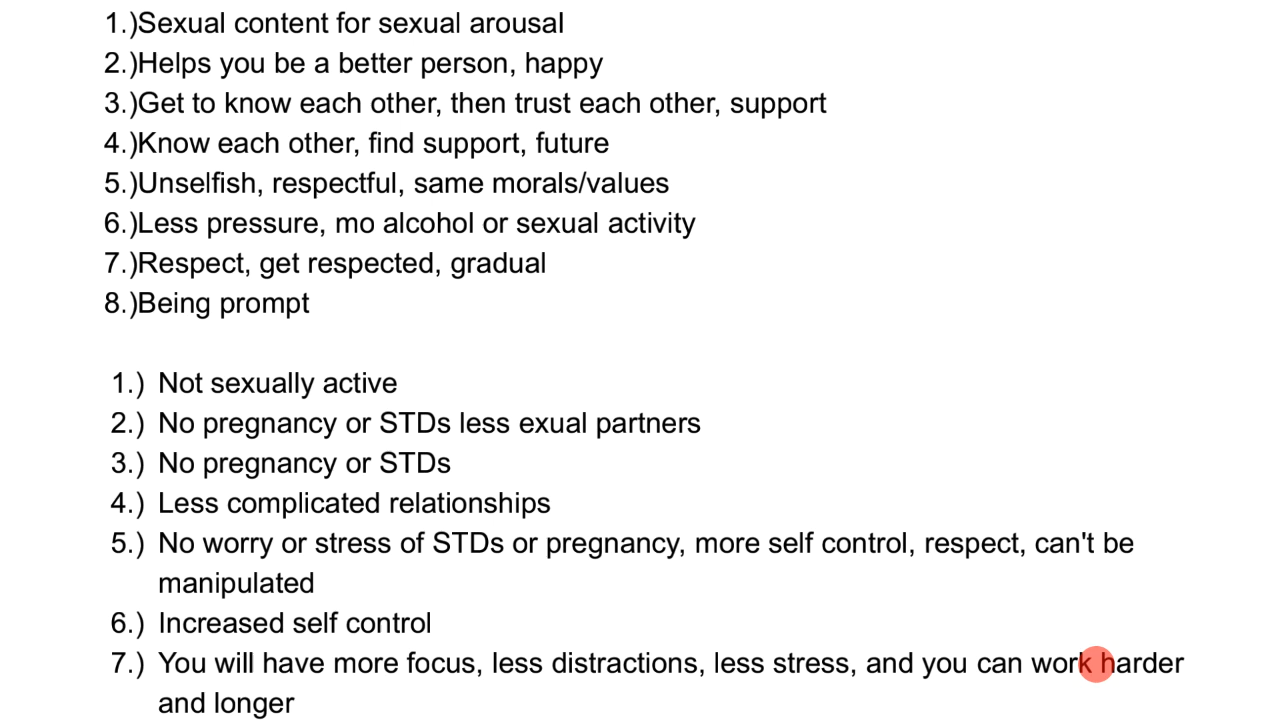 1.)Sexual content for sexual arousal
2.)Helps you be a better person, happy
3.)Get to know each other, then trust each other, support
4.)Know each other, find support, future
5.)Unselfish, respectful, same morals/values
6.)Less pressure, mo alcohol or sexual activity
7.)Respect, get respected, gradual
8.)Being prompt
1.) Not sexually active
2.) No pregnancy or STDs less exual partners
3.) No pregnancy or STDs
4.) Less complicated relationships
5.) No worry or stress of STDs or pregnancy, more self control, respect, can't be
manipulated
6.) Increased self control
7.) You will have more focus, less distractions, less stress, and you can work harder
and longer